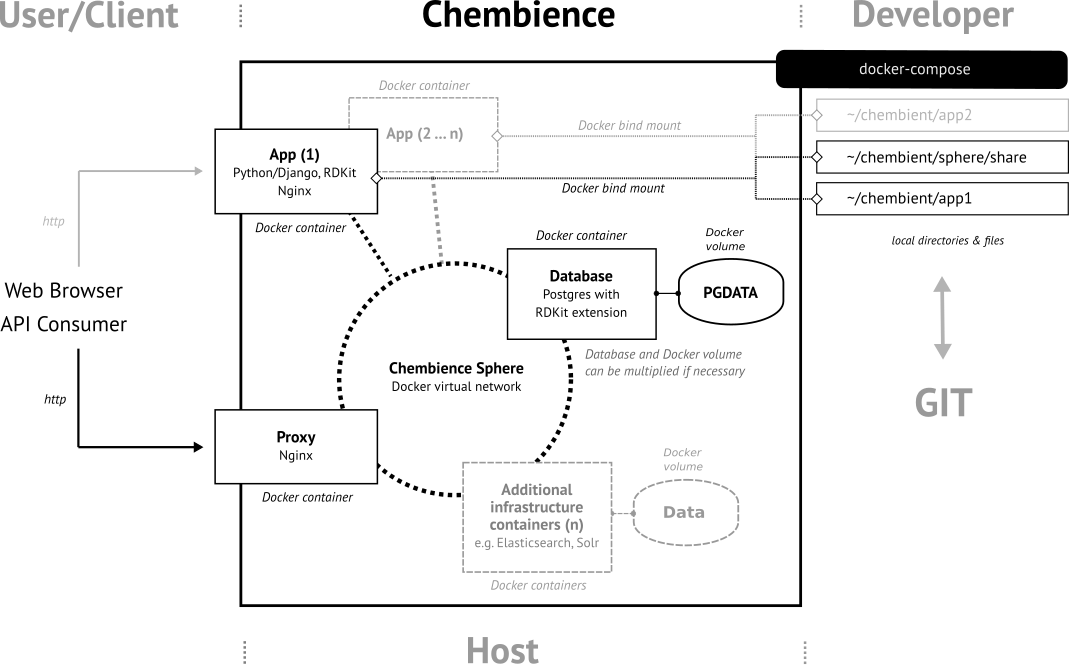 User/Client
Chembience
Developer
docker-compose
Docker container
App (2 ... n)
Docker bind mount
~/chembient/app2
App (1)
Python/Django, RDKit
Nginx
~/chembient/sphere/share
Docker bind mount
~/chembient/app1
http
Docker container
local directories & files
Docker container
Docker
volume
Database
Postgres with
RDKit extension
PGDATA
Web Browser
API Consumer
Database and Docker volume
can be multiplied if necessary
Chembience Sphere
Docker virtual network
http
GIT
Proxy
Nginx
Docker container
Docker
volume
Additional
infrastructure
containers (n)
e.g. Elasticsearch, Solr
Data
Docker containers
Host